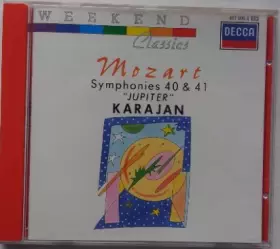 WEEKEND
Classics
DECCA
Mozart
Symphonies 40 & 41
"JUPITER"
KARAJAN